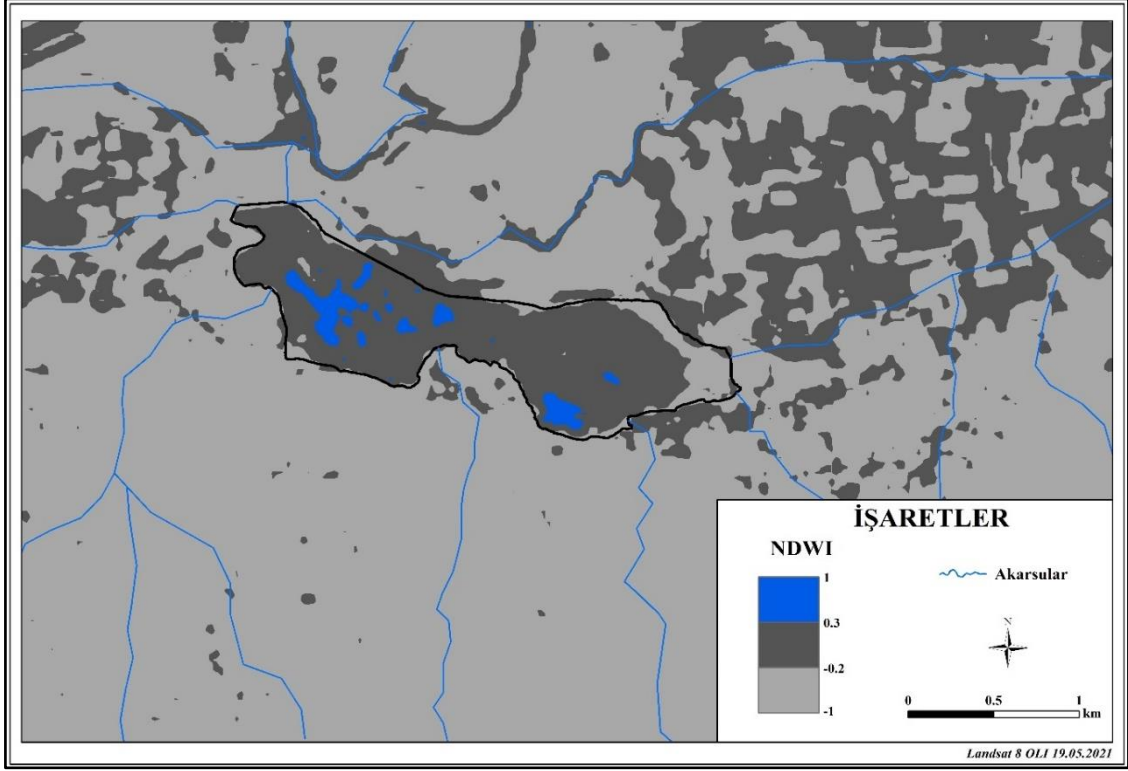 İŞARETLER
NDWI
1
0.3
-0.2
-1
Akarsular
N
0 0.5 1
km
Landsat 8 OLI 19.05.2021